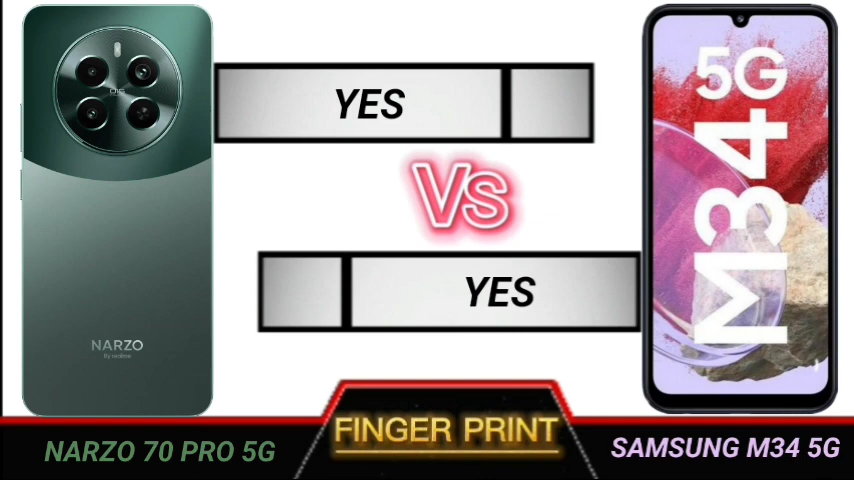 YES
Vs
YES
5G
M34
NARZO
By realme
FINGER PRINT
NARZO 70 PRO 5G
SAMSUNG M34 5G